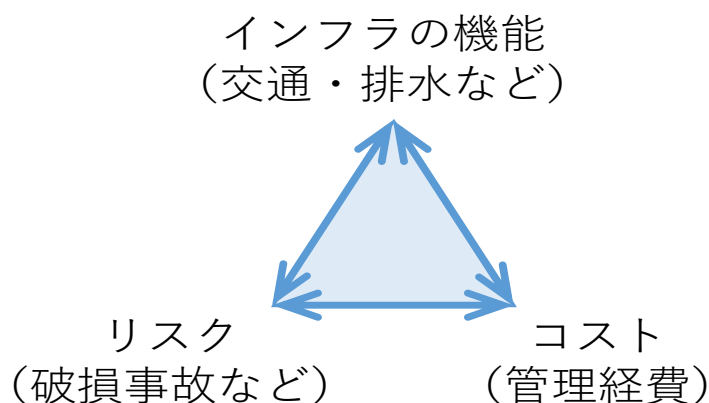 インフラの機能
（交通・排水など）
リスク
（破損事故など）
コスト
（管理経費）